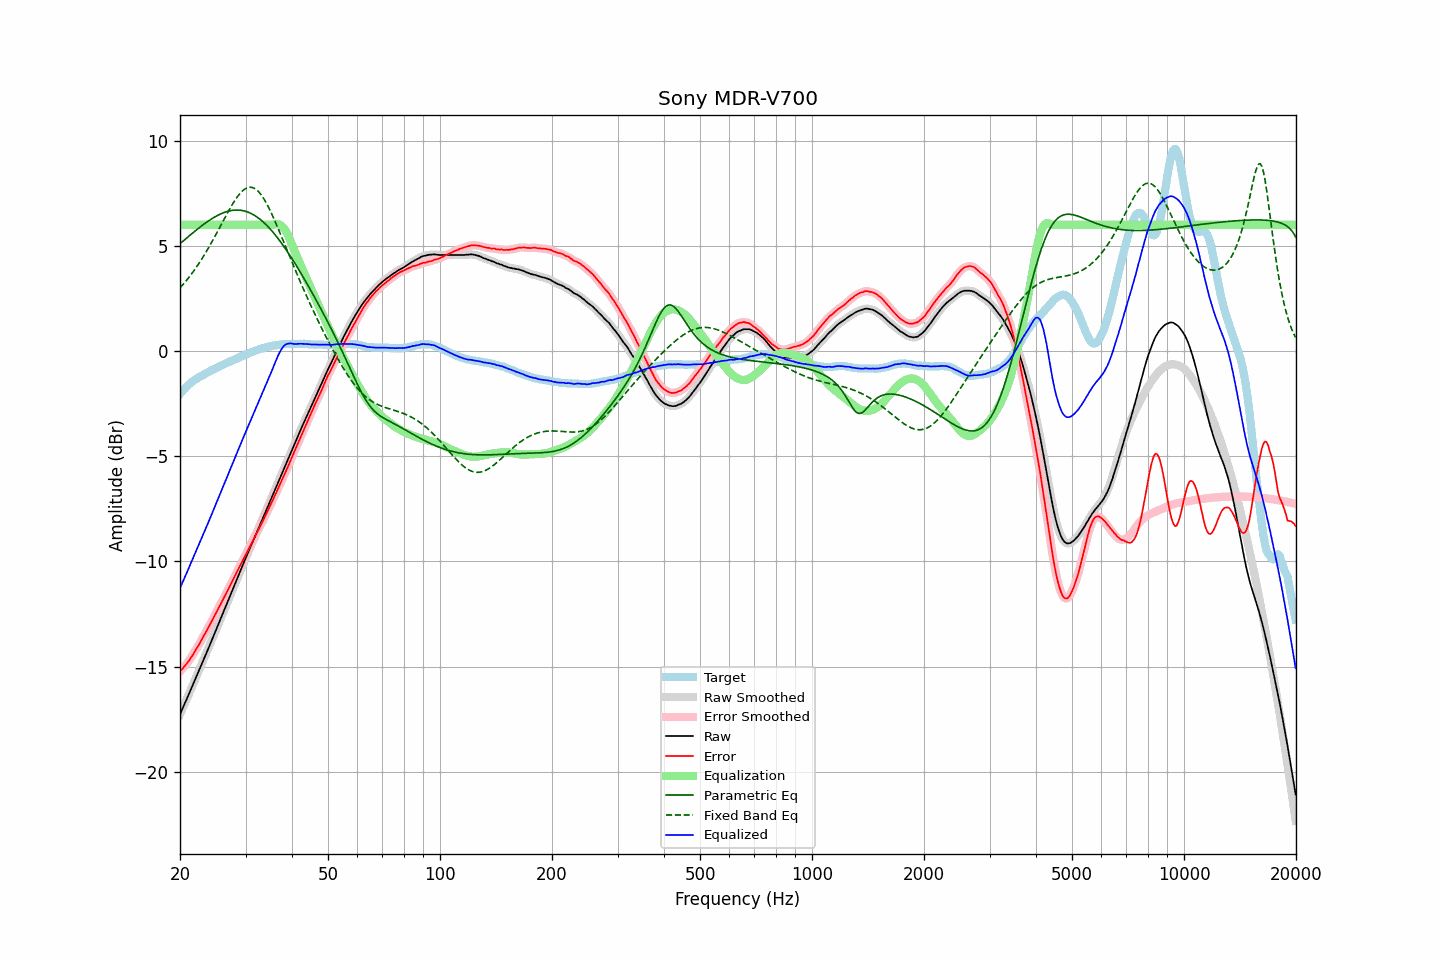 Sony MDR-V700
Amplitude (dBr)
10
5
0
−5
−10
−15
−20
Target
Raw Smoothed
Error Smoothed
Raw
Error
Equalization
Parametric Eq
Fixed Band Eq
Equalized
20 50 100 200 500 1000 2000 5000 10000 20000
Frequency (Hz)